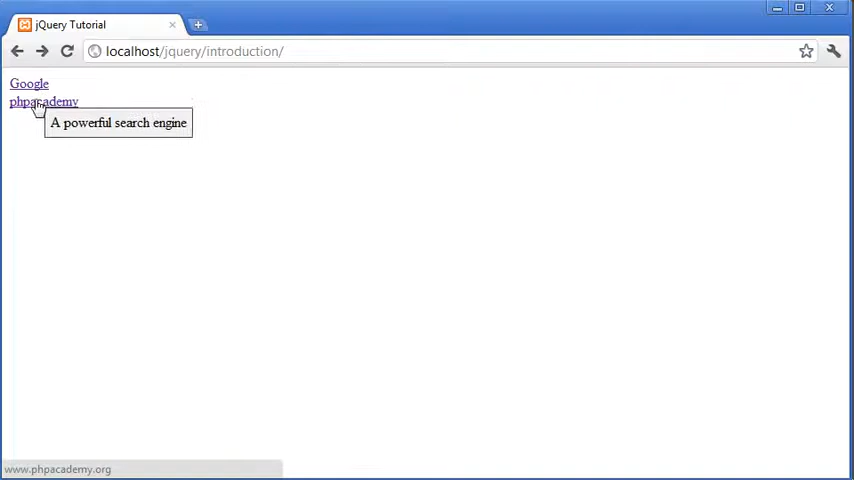 jQuery Tutorial
localhost/jquery/introduction/
Google
phpacademy
A powerful search engine
www.phpacademy.org